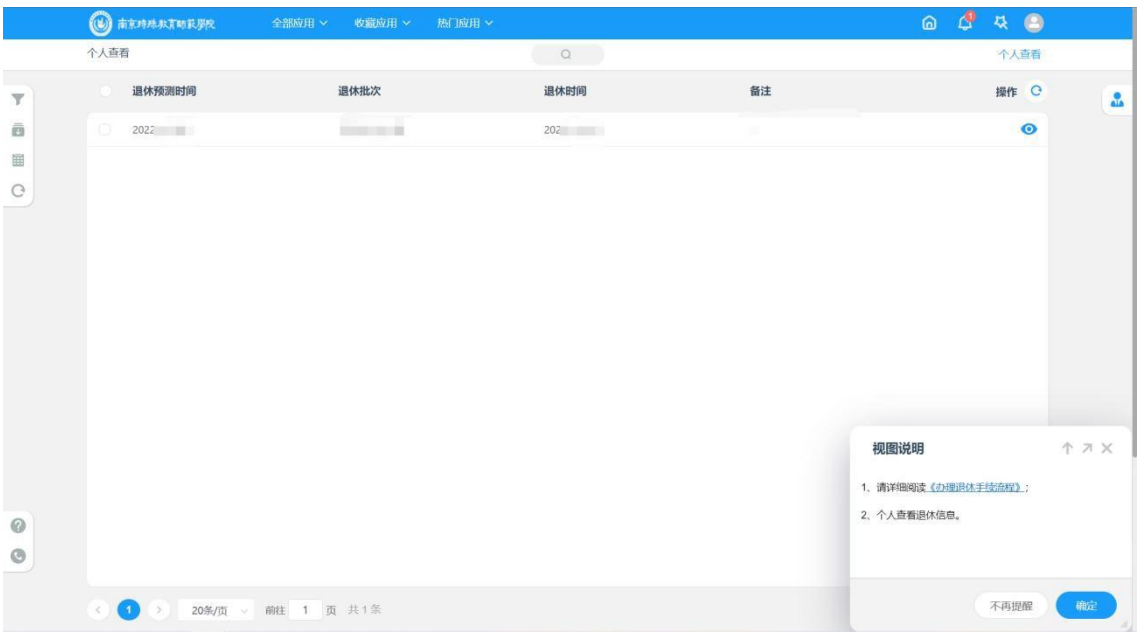 南京特殊教育师范学院 全部应用 收藏应用 热门应用 1
个人查看 个人查看
退休预测时间 退休批次 退休时间 备注 操作
2022 202
视图说明
1、请详细阅读《办理退休手续流程》；
2、个人查看退休信息。
不再提醒 确定
1 20条/页 前往 1 页 共 1 条